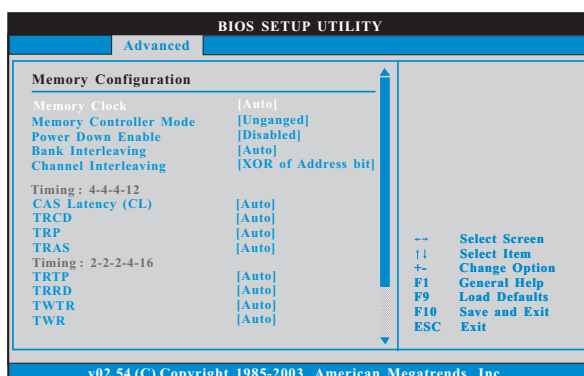 BIOS SETUP UTILITY
Advanced
Memory Configuration
Memory Clock [Auto]
Memory Controller Mode [Unganged]
Power Down Enable [Disabled]
Bank Interleaving [Auto]
Channel Interleaving [XOR of Address bit]
Timing : 4-4-4-12
CAS Latency (CL) [Auto]
TRCD [Auto]
TRP [Auto]
TRAS [Auto]
Timing : 2-2-2-4-16
TRTP [Auto]
TRRD [Auto]
TWTR [Auto]
TWR [Auto]
←→ Select Screen
↑↓ Select Item
+- Change Option
F1 General Help
F9 Load Defaults
F10 Save and Exit
ESC Exit
v02.54 (C) Copyright 1985-2003, American Megatrends, Inc.